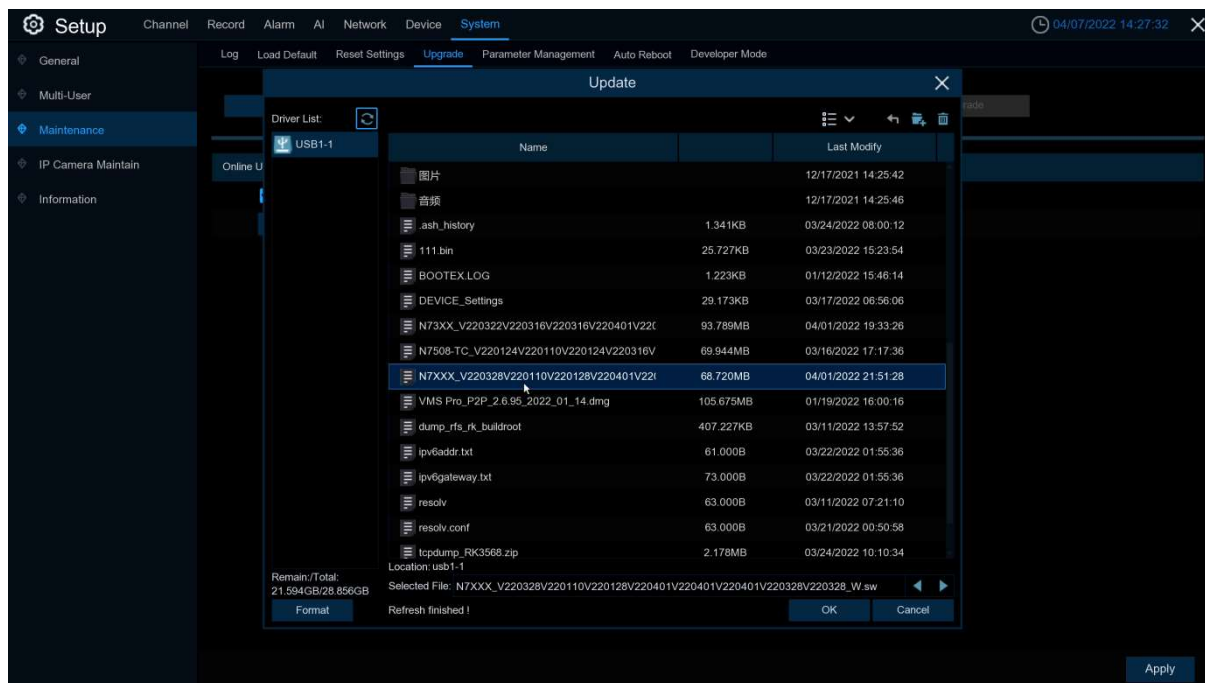 Setup Channel Record Alarm AI Network Device System 04/07/2022 14:27:32
General
Multi-User
Maintenance
IP Camera Maintain
Information
Log Load Default Reset Settings Upgrade Parameter Management Auto Reboot Developer Mode
Update
Driver List:
USB1-1
Online U
Name Last Modify
图片 12/17/2021 14:25:42
音频 12/17/2021 14:25:46
.ash_history 1.341KB 03/24/2022 08:00:12
111.bin 25.727KB 03/23/2022 15:23:54
BOOTEX.LOG 1.223KB 01/12/2022 15:46:14
DEVICE_Settings 29.173KB 03/17/2022 06:56:06
N73XX_V220322V220316V220316V220401V22( 93.789MB 04/01/2022 19:33:26
N7508-TC_V220124V220110V220124V220316V 69.944MB 03/16/2022 17:17:36
N7XXX_V220328V220110V220128V220401V22( 68.720MB 04/01/2022 21:51:28
VMS Pro_P2P_2.6.95_2022_01_14.dmg 105.675MB 01/19/2022 16:00:16
dump_rfs_rk_buildroot 407.227KB 03/11/2022 13:57:52
ipv6addr.txt 61.000B 03/22/2022 01:55:36
ipv6gateway.txt 73.000B 03/22/2022 01:55:36
resolv 63.000B 03/11/2022 07:21:10
resolv.conf 63.000B 03/21/2022 00:50:58
tcpdump_RK3568.zip 2.178MB 03/24/2022 10:10:34
Location: usb1-1
Remain:/Total:
21.594GB/28.856GB
Selected File: N7XXX_V220328V220110V220128V220401V220401V220401V220328V220328_W.sw
Format Refresh finished ! OK Cancel
Apply